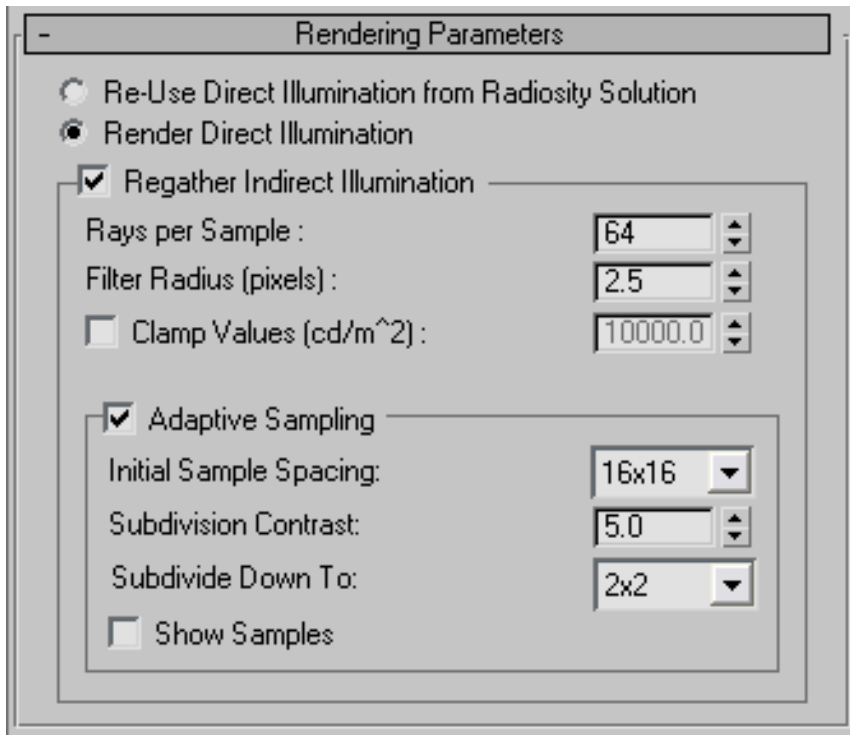 - Rendering Parameters
Re-Use Direct Illumination from Radiosity Solution
Render Direct Illumination
Regather Indirect Illumination
Rays per Sample : 64
Filter Radius (pixels) : 2.5
Clamp Values (cd/m^2) : 10000.0
Adaptive Sampling
Initial Sample Spacing: 16x16
Subdivision Contrast: 5.0
Subdivide Down To: 2x2
Show Samples